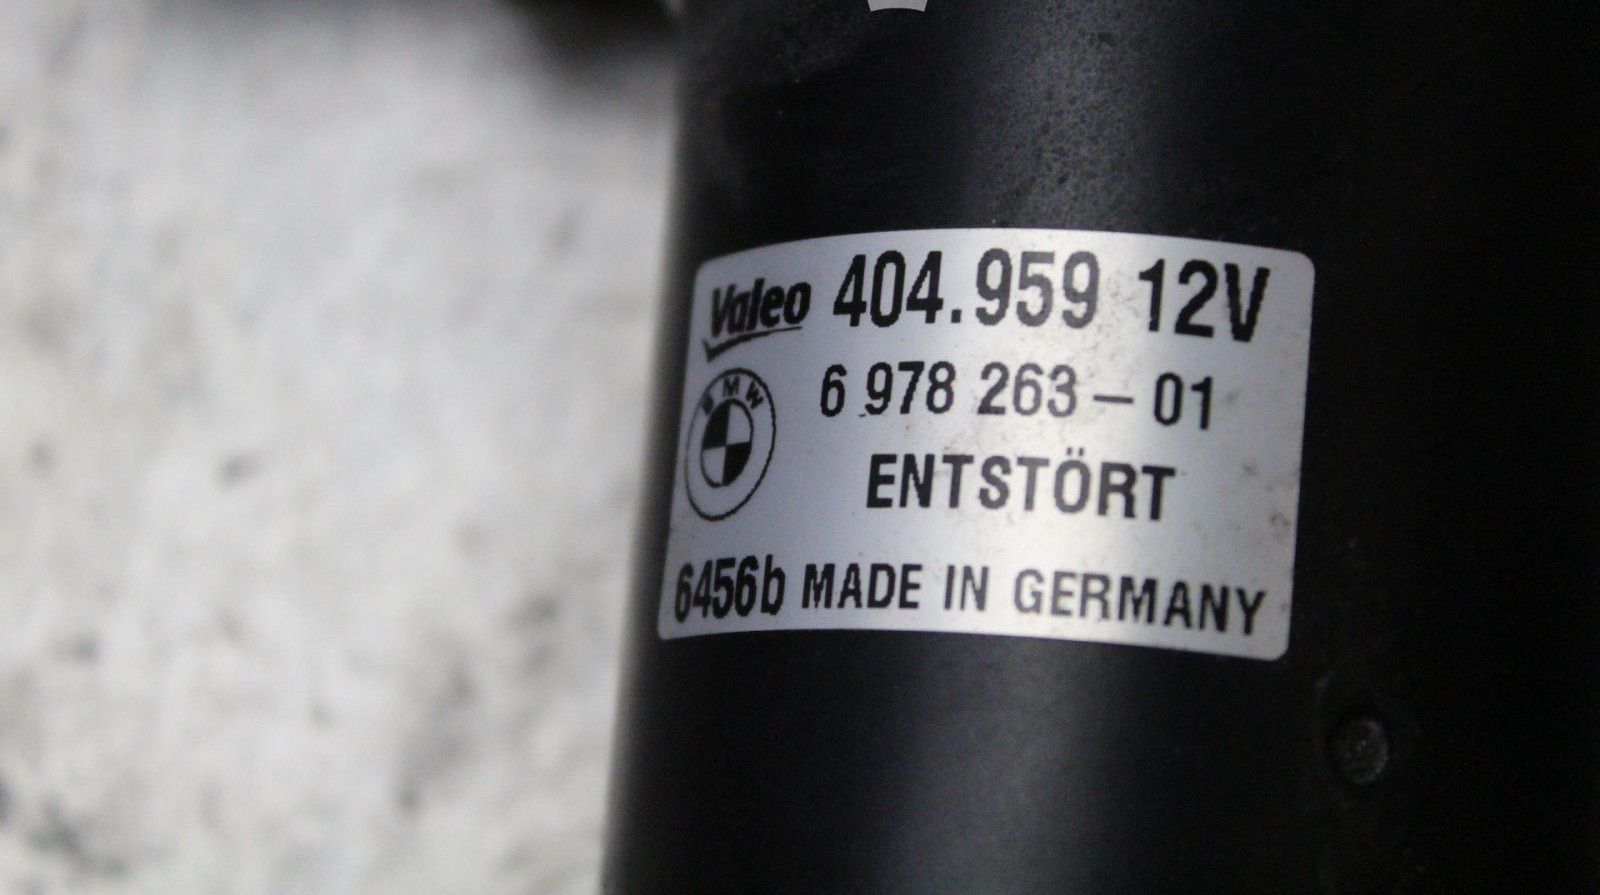 Valeo 404.959 12V
BMW
6 978 263-01
ENTSTÖRT
6456b MADE IN GERMANY